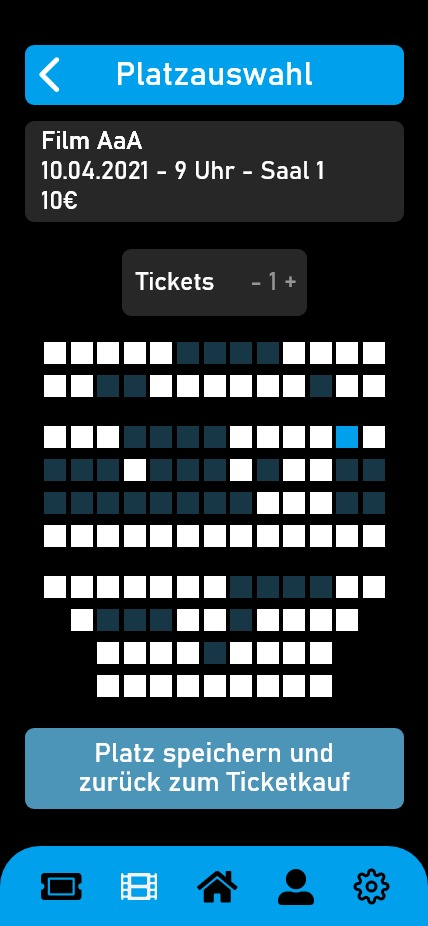 Platzauswahl
Film AaA
10.04.2021 - 9 Uhr - Saal 1
10€
Tickets - 1 +
Platz speichern und
zurück zum Ticketkauf